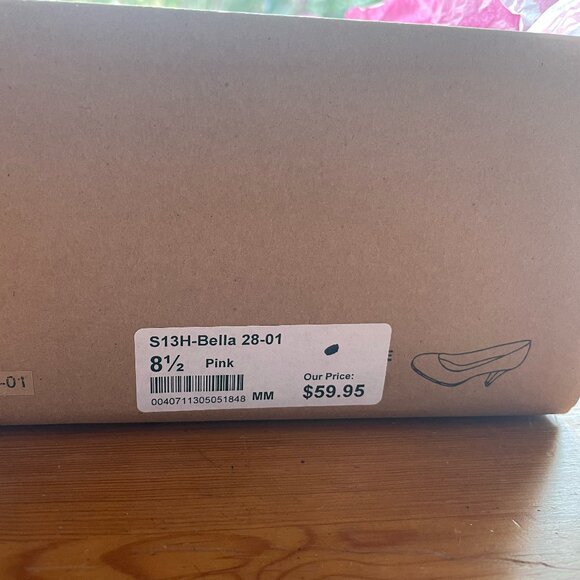 S13H-Bella 28-01
8½ Pink
Our Price:
0040711305051848 MM $59.95
-01